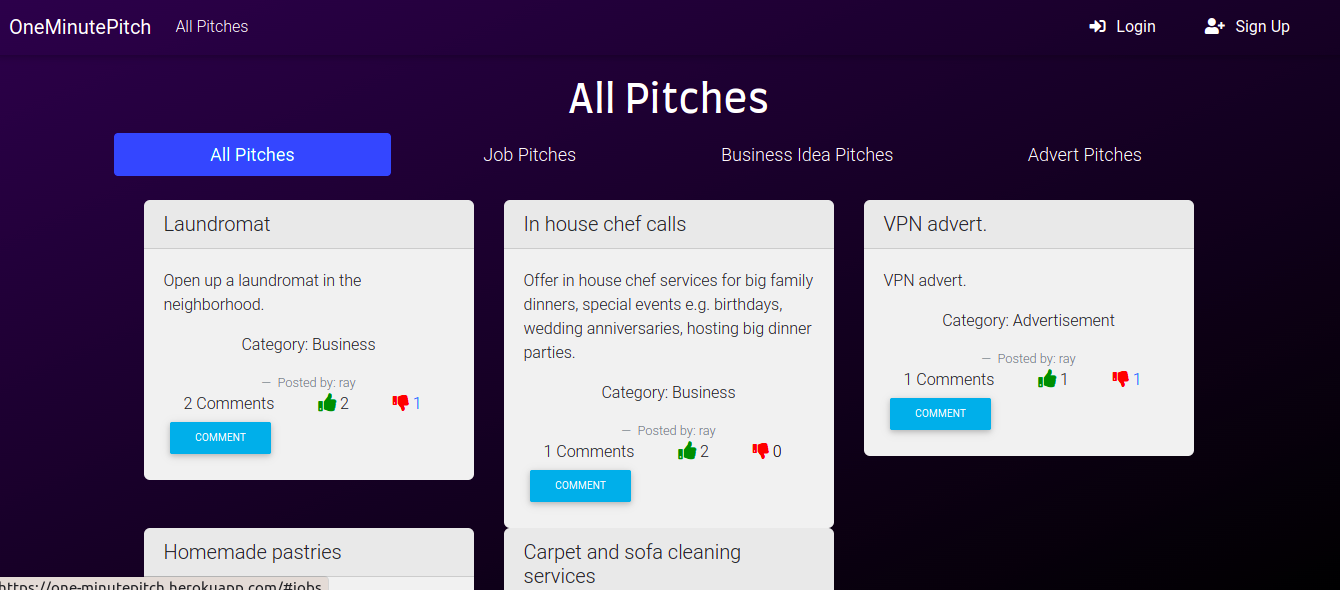 OneMinutePitch All Pitches Login Sign Up
All Pitches
All Pitches Job Pitches Business Idea Pitches Advert Pitches
Laundromat
Open up a laundromat in the
neighborhood.
Category: Business
— Posted by: ray
2 Comments 2 1
COMMENT
In house chef calls
Offer in house chef services for big family
dinners, special events e.g. birthdays,
wedding anniversaries, hosting big dinner
parties.
Category: Business
— Posted by: ray
1 Comments 2 0
COMMENT
VPN advert.
VPN advert.
Category: Advertisement
— Posted by: ray
1 Comments 1 1
COMMENT
Homemade pastries
Carpet and sofa cleaning
services
https://one-minutepitch.herokuapp.com/#jobs